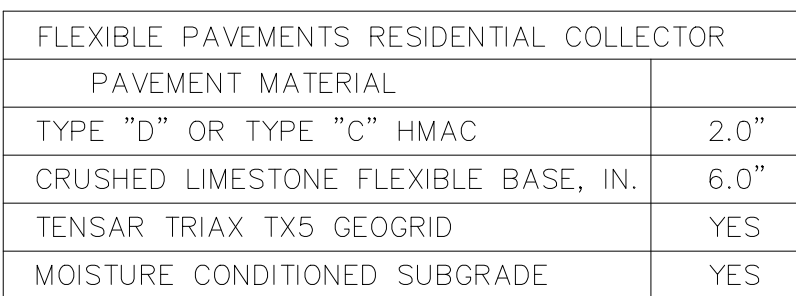 FLEXIBLE PAVEMENTS RESIDENTIAL COLLECTOR
PAVEMENT MATERIAL
TYPE "D" OR TYPE "C" HMAC 2.0"
CRUSHED LIMESTONE FLEXIBLE BASE, IN. 6.0"
TENSAR TRIAX TX5 GEOGRID YES
MOISTURE CONDITIONED SUBGRADE YES